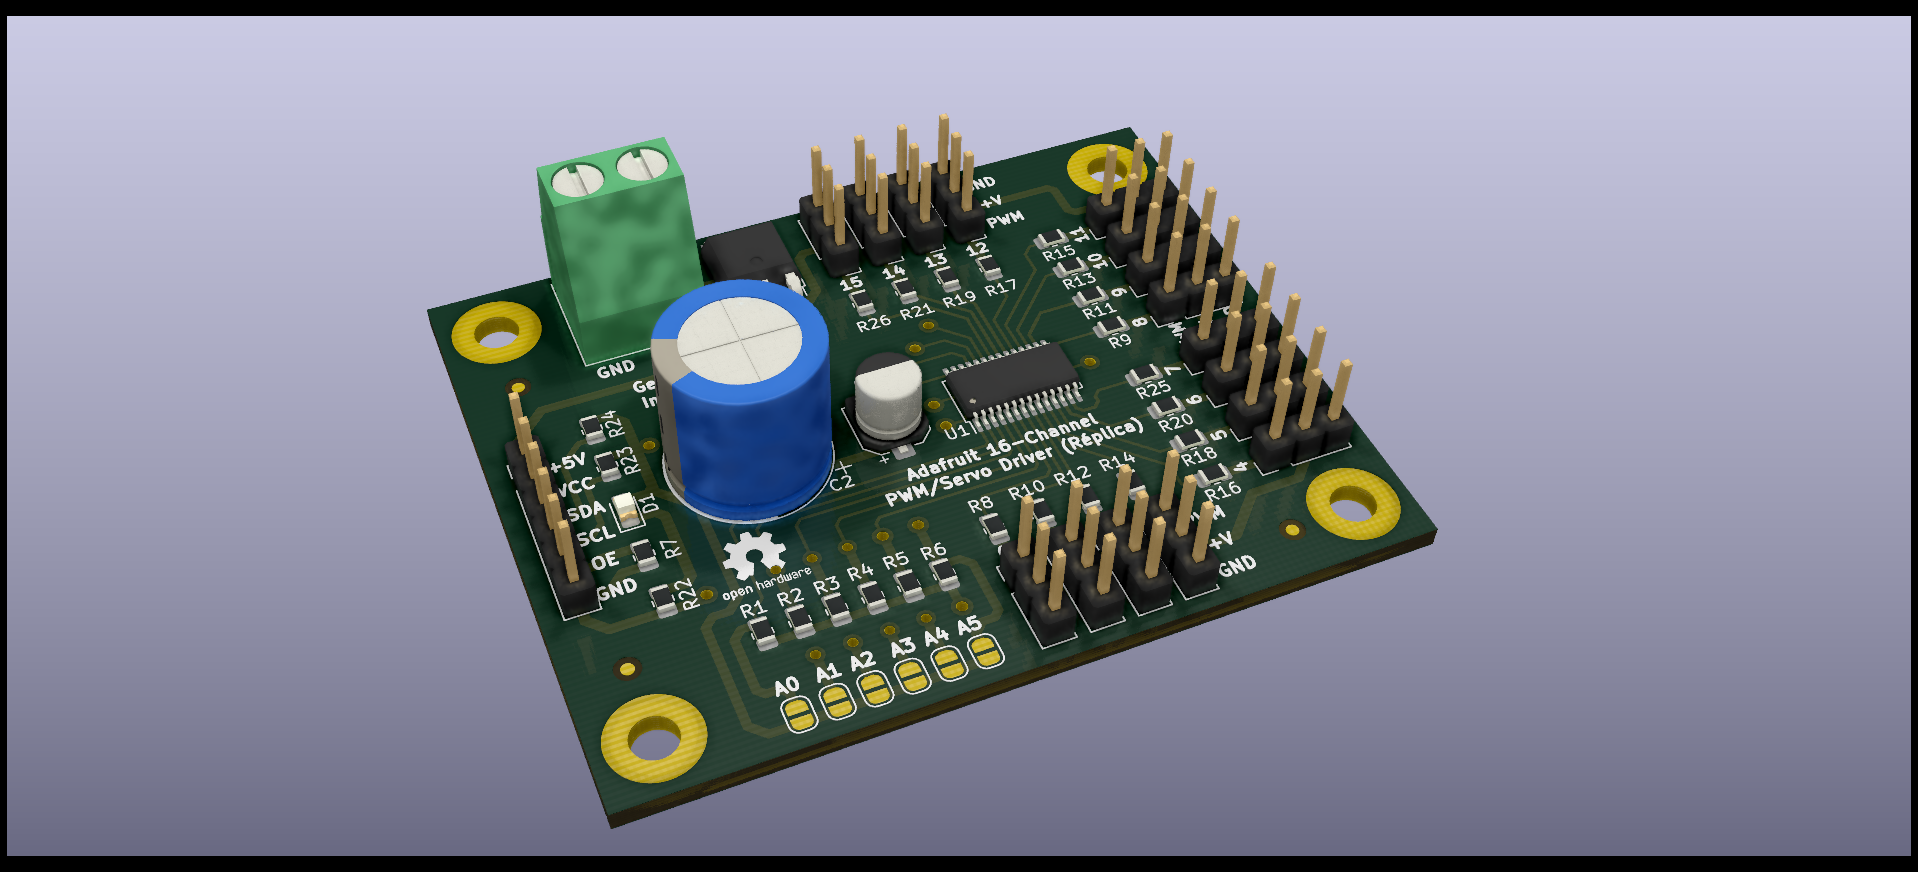 GND
+V
PWM
15
14
13
12
R26
R21
R19
R17
11
10
9
8
R15
R13
R11
R9
GND
+5V
VCC
SDA
SCL
OE
GND
R24
R23
D1
R7
R22
+
C2
+
U1
Adafruit 16-Channel
PWM/Servo Driver (Réplica)
7
6
5
4
R25
R20
R18
R16
R8
R10
R12
R14
+V
GND
open hardware
R1
R2
R3
R4
R5
R6
A0
A1
A2
A3
A4
A5